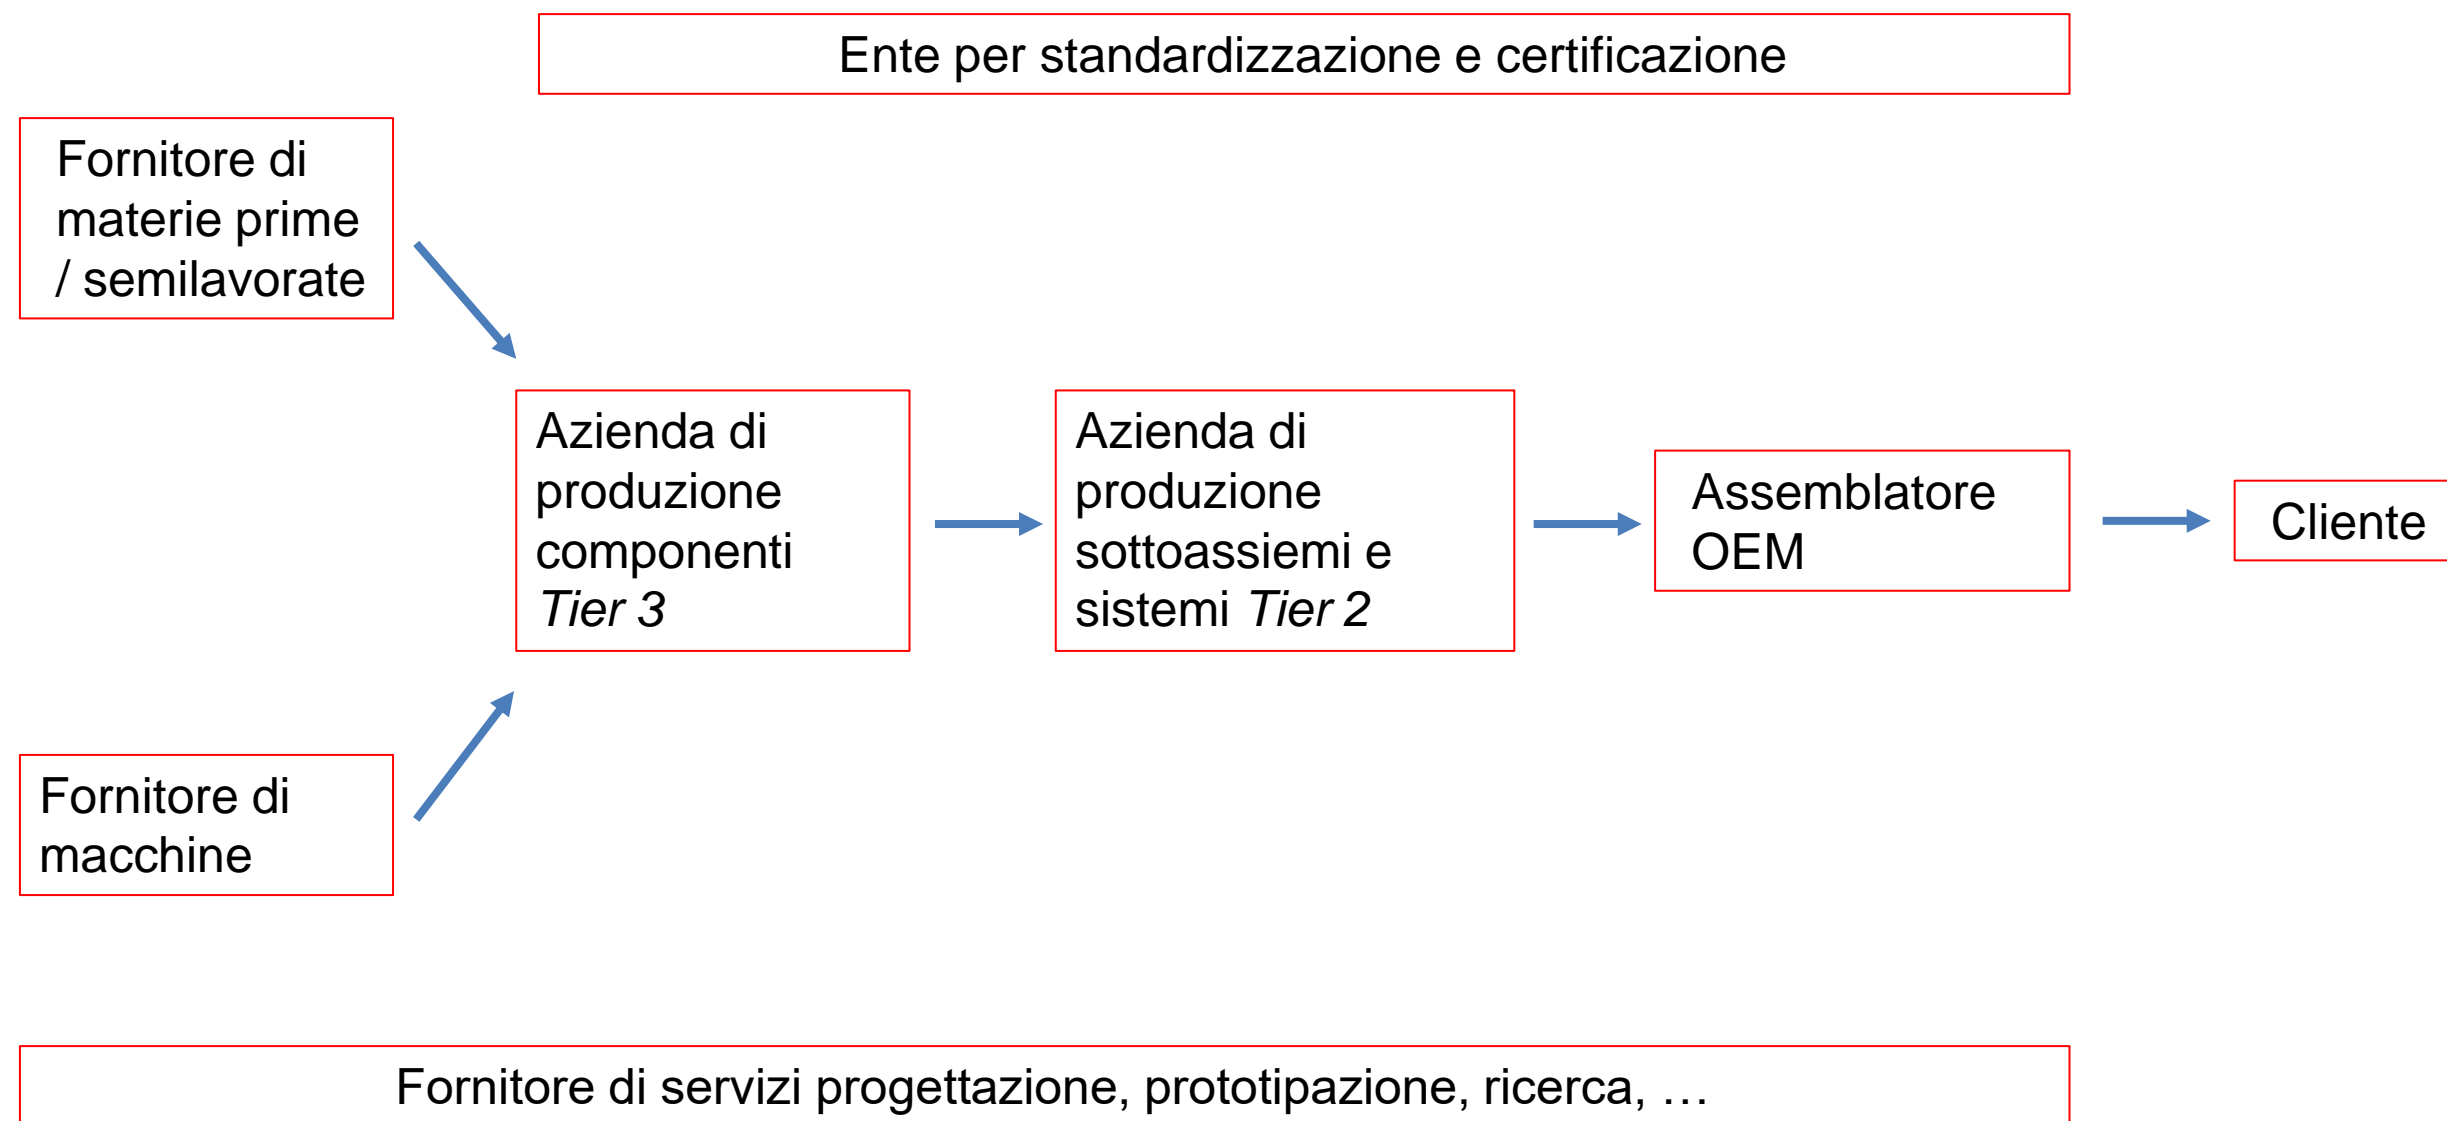 Ente per standardizzazione e certificazione
Fornitore di
materie prime
/ semilavorate
Azienda di
produzione
componenti
Tier 3
Azienda di
produzione
sottoassiemi e
sistemi Tier 2
Assemblatore
OEM
Cliente
Fornitore di
macchine
Fornitore di servizi progettazione, prototipazione, ricerca, …